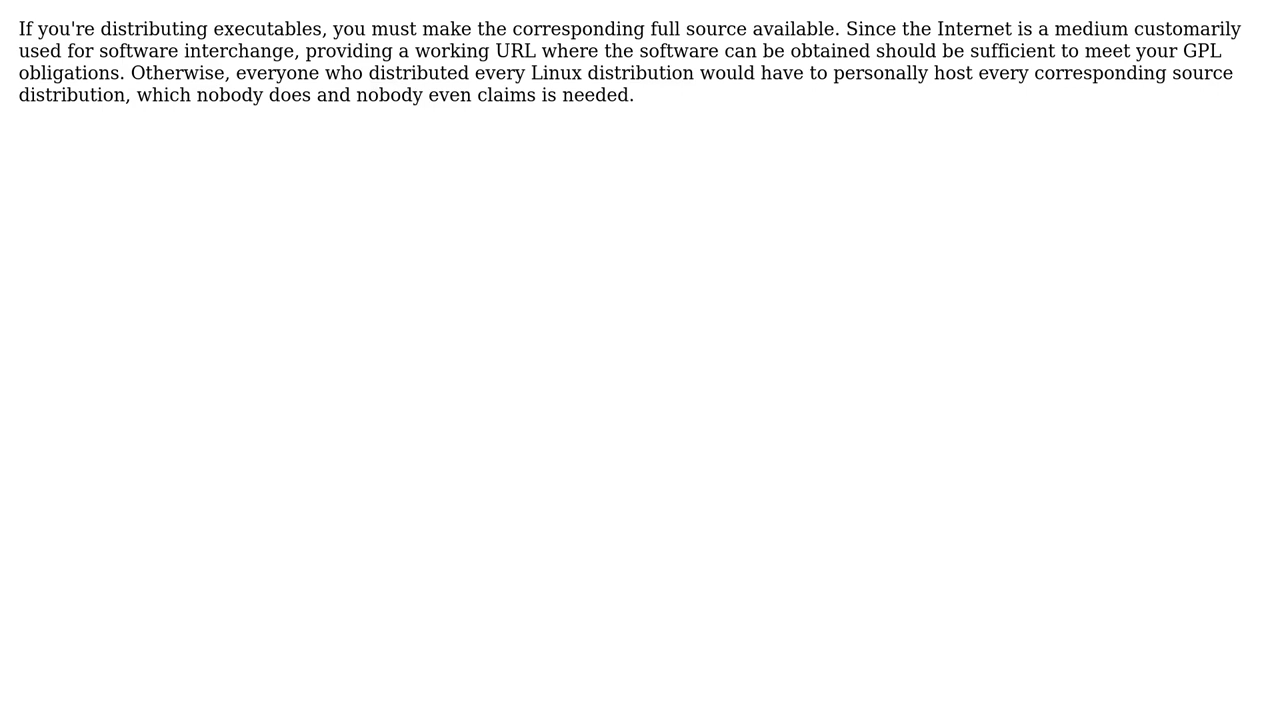 If you're distributing executables, you must make the corresponding full source available. Since the Internet is a medium customarily
used for software interchange, providing a working URL where the software can be obtained should be sufficient to meet your GPL
obligations. Otherwise, everyone who distributed every Linux distribution would have to personally host every corresponding source
distribution, which nobody does and nobody even claims is needed.